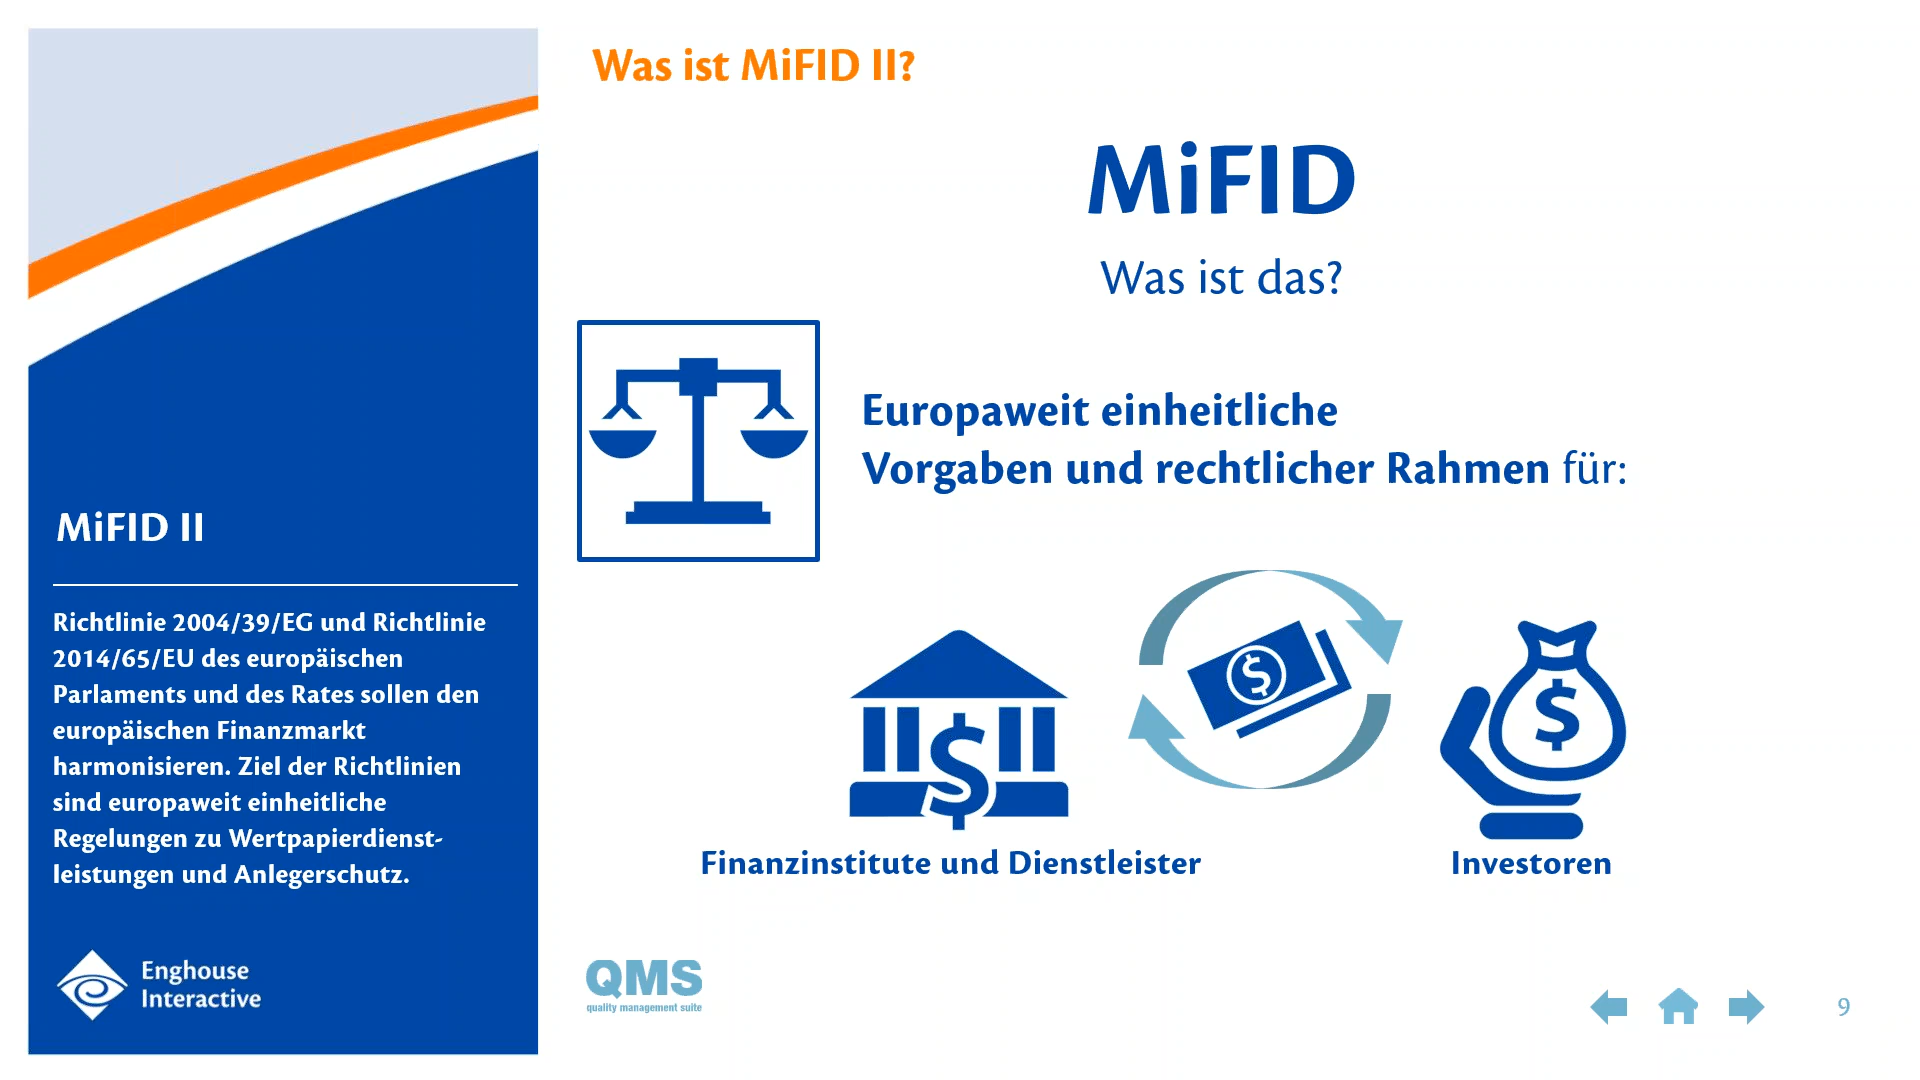 Was ist MiFID II?
MiFID
Was ist das?
Europaweit einheitliche
Vorgaben und rechtlicher Rahmen für:
Finanzinstitute und Dienstleister
Investoren
MiFID II
Richtlinie 2004/39/EG und Richtlinie
2014/65/EU des europäischen
Parlaments und des Rates sollen den
europäischen Finanzmarkt
harmonisieren. Ziel der Richtlinien
sind europaweit einheitliche
Regelungen zu Wertpapierdienst-
leistungen und Anlegerschutz.
Enghouse
Interactive
QMS
quality management suite
9